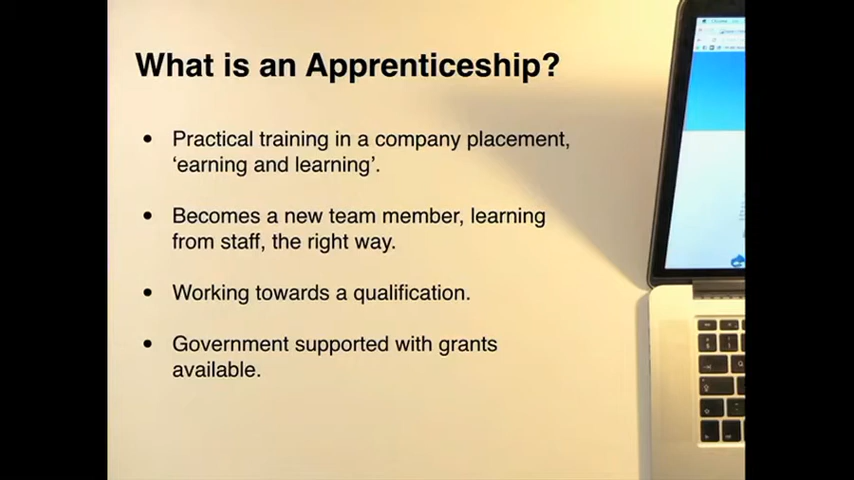 What is an Apprenticeship?
• Practical training in a company placement,
‘earning and learning’.
• Becomes a new team member, learning
from staff, the right way.
• Working towards a qualification.
• Government supported with grants
available.